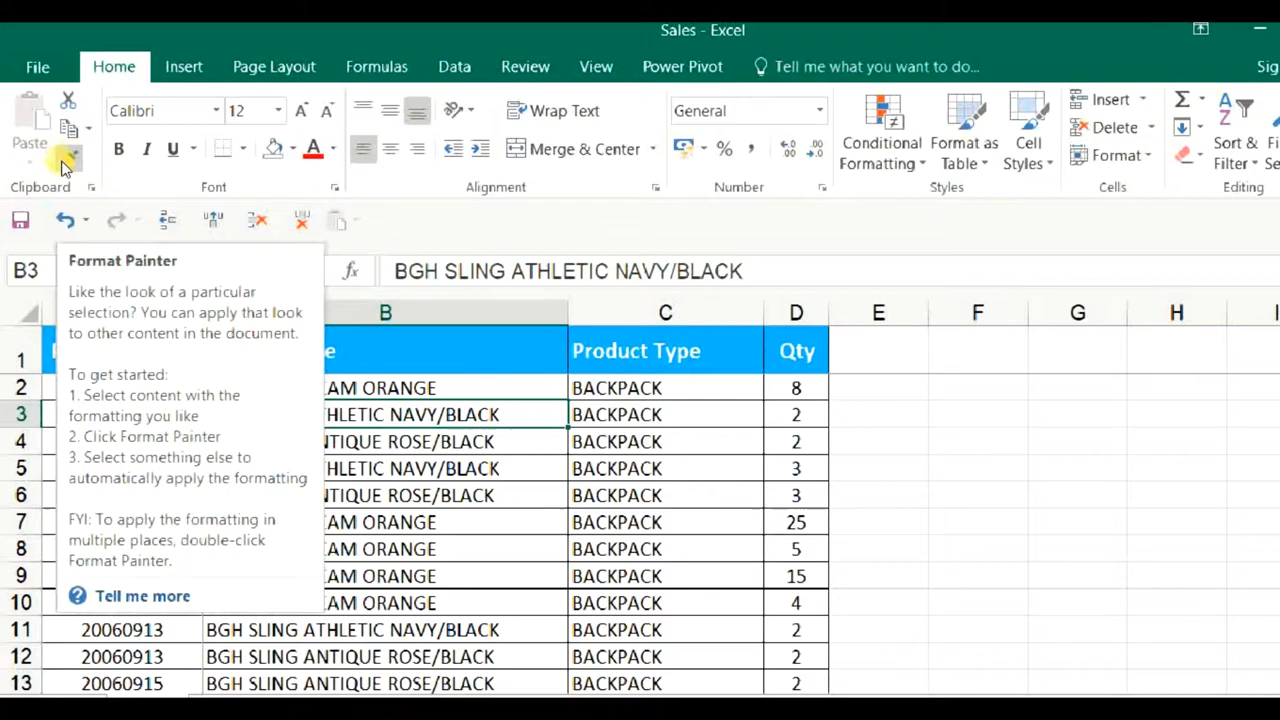 Sales - Excel
File Home Insert Page Layout Formulas Data Review View Power Pivot Tell me what you want to do...
Calibri 12 Wrap Text General Insert Σ
Paste B I U A Merge & Center % , Conditional Formatting Format as Table Cell Styles Delete Sort & Filter
Format
Clipboard Font Alignment Number Styles Cells Editing
B3 fx BGH SLING ATHLETIC NAVY/BLACK
Format Painter
Like the look of a particular
selection? You can apply that look
to other content in the document.
To get started:
1. Select content with the
formatting you like
2. Click Format Painter
3. Select something else to
automatically apply the formatting
FYI: To apply the formatting in
multiple places, double-click
Format Painter.
Tell me more
B C D E F G H I
1 Product Type Qty
2 AM ORANGE BACKPACK 8
3 THLETIC NAVY/BLACK BACKPACK 2
4 NTIQUE ROSE/BLACK BACKPACK 2
5 THLETIC NAVY/BLACK BACKPACK 3
6 NTIQUE ROSE/BLACK BACKPACK 3
7 AM ORANGE BACKPACK 25
8 AM ORANGE BACKPACK 5
9 AM ORANGE BACKPACK 15
10 AM ORANGE BACKPACK 4
11 20060913 BGH SLING ATHLETIC NAVY/BLACK BACKPACK 2
12 20060913 BGH SLING ANTIQUE ROSE/BLACK BACKPACK 2
13 20060915 BGH SLING ANTIQUE ROSE/BLACK BACKPACK 2